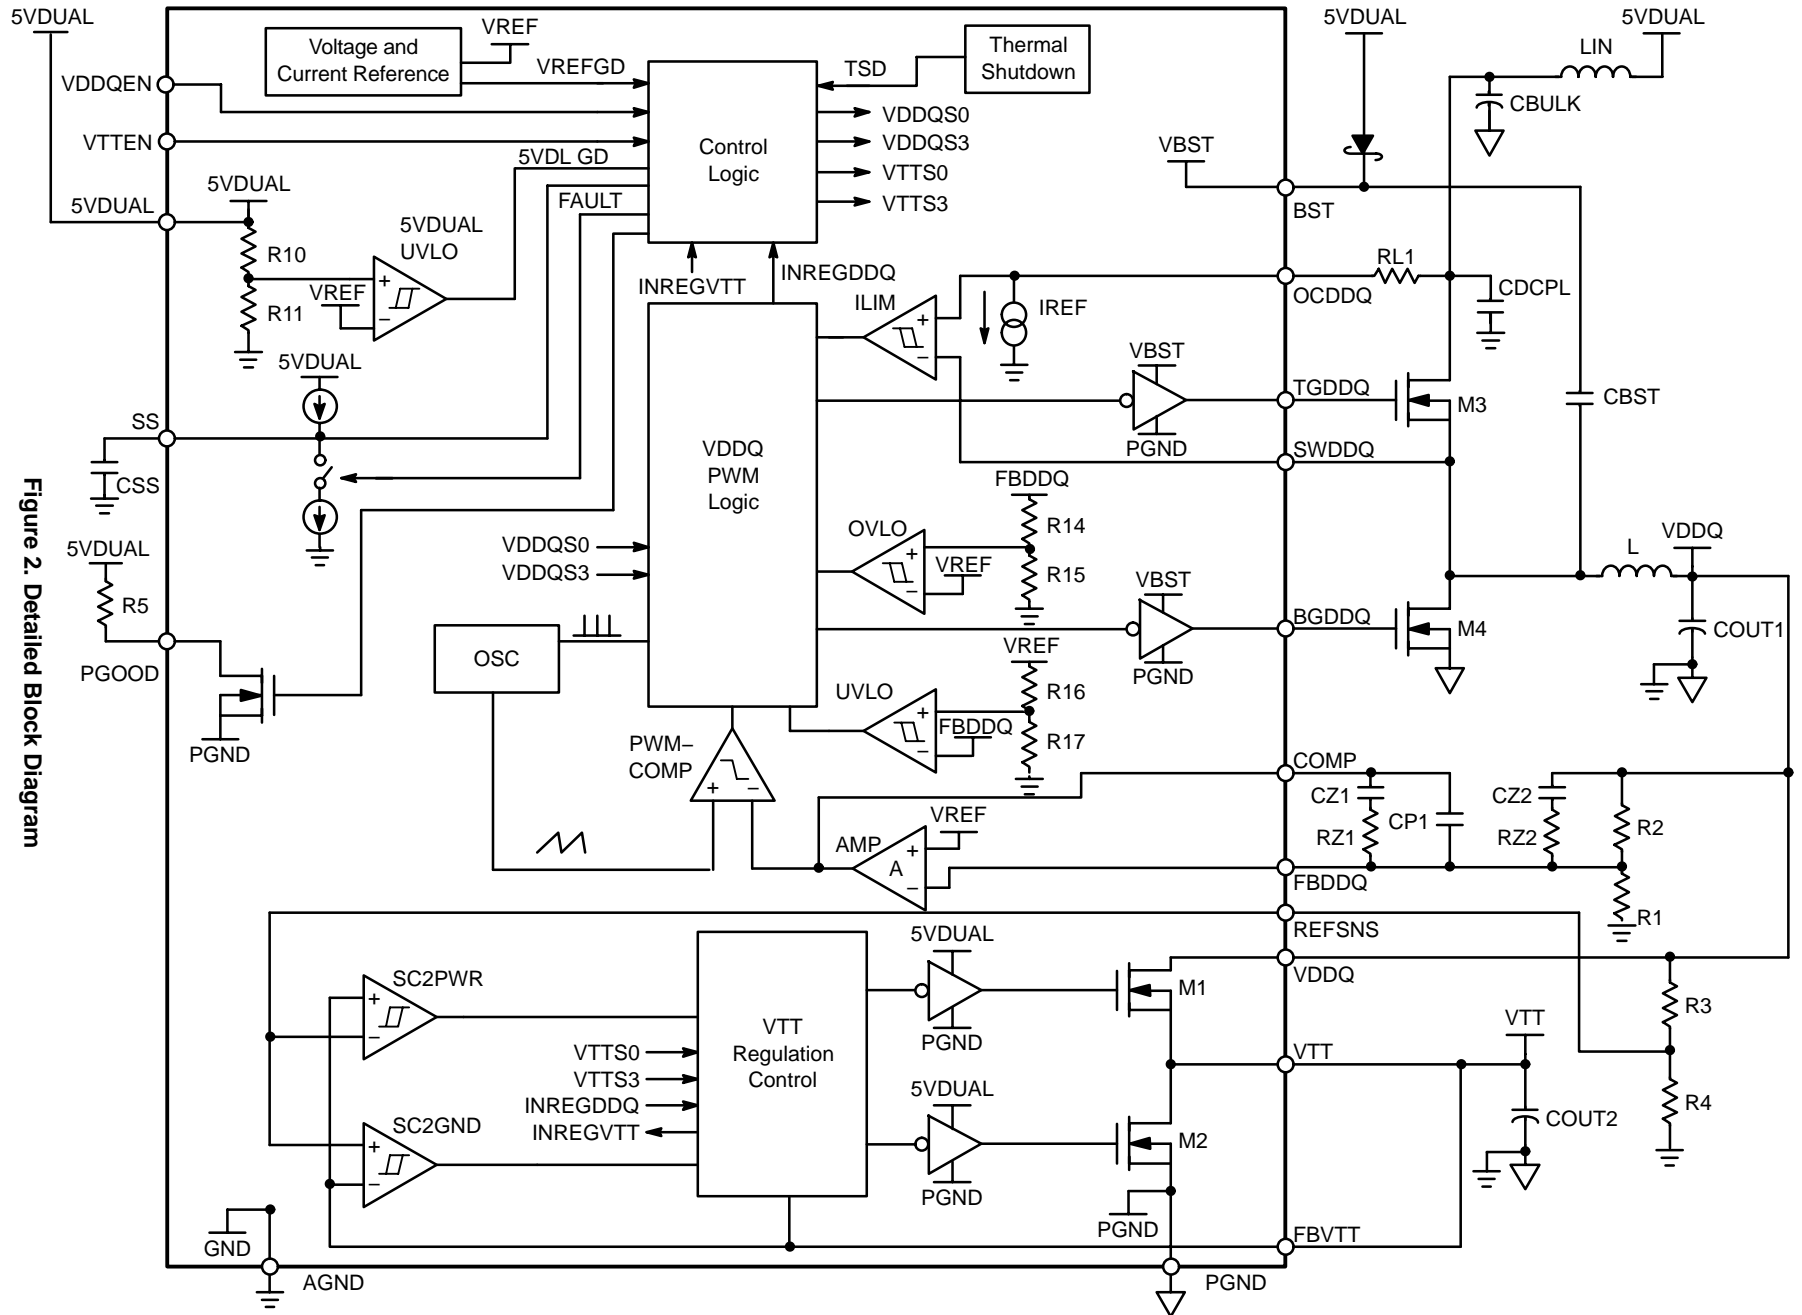 5VDUAL
VDDQEN
VTTEN
5VDUAL
Voltage and
Current Reference
VREF
VREFGD
Thermal
Shutdown
TSD
Control
Logic
VDDQS0
VDDQS3
VTTS0
VTTS3
5VDL GD
FAULT
INREGVTT
INREGDDQ
5VDUAL
R10
R11
VREF
5VDUAL
UVLO
+
−
5VDUAL
SS
CSS
5VDUAL
R5
PGOOD
PGND
VDDQ
PWM
Logic
VDDQS0
VDDQS3
OSC
PWM−
COMP
+
−
ILIM
+
−
IREF
VBST
PGND
OVLO
+
−
VREF
FBDDQ
R14
R15
VBST
PGND
UVLO
+
−
FBDDQ
VREF
R16
R17
AMP
A
+
−
VREF
5VDUAL
5VDUAL
LIN
CBULK
VBST
BST
OCDDQ
RL1
CDCPL
TGDDQ
M3
CBST
SWDDQ
L
VDDQ
BGDDQ
M4
COUT1
COMP
CZ1
RZ1
CP1
CZ2
RZ2
R2
FBDDQ
R1
REFSNS
VDDQ
R3
R4
VTT
VTT
COUT2
SC2PWR
+
−
SC2GND
+
−
VTT
Regulation
Control
VTTS0
VTTS3
INREGDDQ
INREGVTT
5VDUAL
PGND
M1
5VDUAL
PGND
M2
PGND
FBVTT
GND
AGND
PGND
Figure 2. Detailed Block Diagram